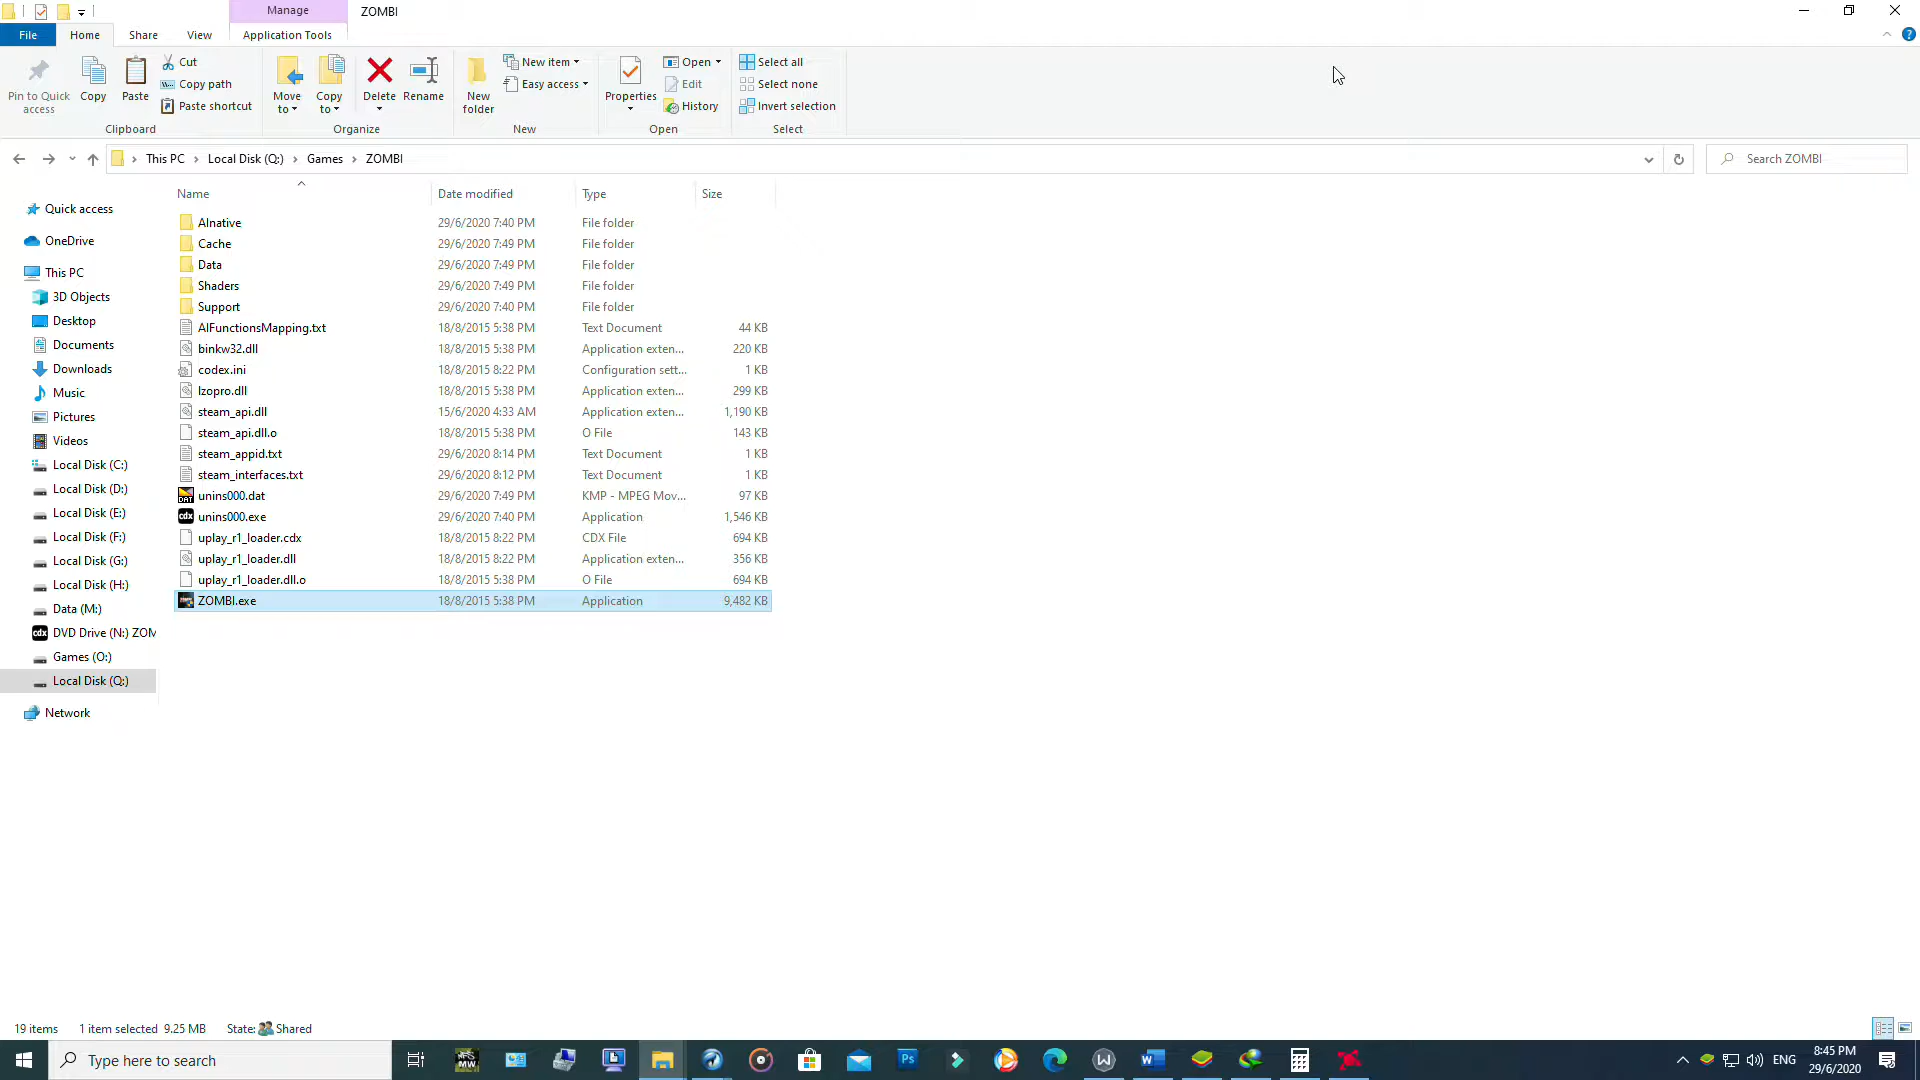 Manage
ZOMBI
File
Home
Share
View
Application Tools
Pin to Quick access
Copy
Paste
Cut
Copy path
Paste shortcut
Clipboard
Move to
Copy to
Delete
Rename
Organize
New folder
New item
Easy access
New
Properties
Open
Edit
History
Open
Select all
Select none
Invert selection
Select
This PC
Local Disk (Q:)
Games
ZOMBI
Search ZOMBI
Name
Date modified
Type
Size
Quick access
OneDrive
This PC
3D Objects
Desktop
Documents
Downloads
Music
Pictures
Videos
Local Disk (C:)
Local Disk (D:)
Local Disk (E:)
Local Disk (F:)
Local Disk (G:)
Local Disk (H:)
Data (M:)
cdx DVD Drive (N:) ZOM
Games (O:)
Local Disk (Q:)
Network
AInative 29/6/2020 7:40 PM File folder
Cache 29/6/2020 7:49 PM File folder
Data 29/6/2020 7:49 PM File folder
Shaders 29/6/2020 7:49 PM File folder
Support 29/6/2020 7:40 PM File folder
AIFunctionsMapping.txt 18/8/2015 5:38 PM Text Document 44 KB
binkw32.dll 18/8/2015 5:38 PM Application exten... 220 KB
codex.ini 18/8/2015 8:22 PM Configuration sett... 1 KB
lzopro.dll 18/8/2015 5:38 PM Application exten... 299 KB
steam_api.dll 15/6/2020 4:33 AM Application exten... 1,190 KB
steam_api.dll.o 18/8/2015 5:38 PM O File 143 KB
steam_appid.txt 29/6/2020 8:14 PM Text Document 1 KB
steam_interfaces.txt 29/6/2020 8:12 PM Text Document 1 KB
DAT unins000.dat 29/6/2020 7:49 PM KMP - MPEG Mov... 97 KB
cdx unins000.exe 29/6/2020 7:40 PM Application 1,546 KB
uplay_r1_loader.cdx 18/8/2015 8:22 PM CDX File 694 KB
uplay_r1_loader.dll 18/8/2015 8:22 PM Application exten... 356 KB
uplay_r1_loader.dll.o 18/8/2015 5:38 PM O File 694 KB
ZOMBI.exe 18/8/2015 5:38 PM Application 9,482 KB
19 items 1 item selected 9.25 MB State: Shared
Type here to search
NFS MW
Ps
W
W
ENG
8:45 PM
29/6/2020